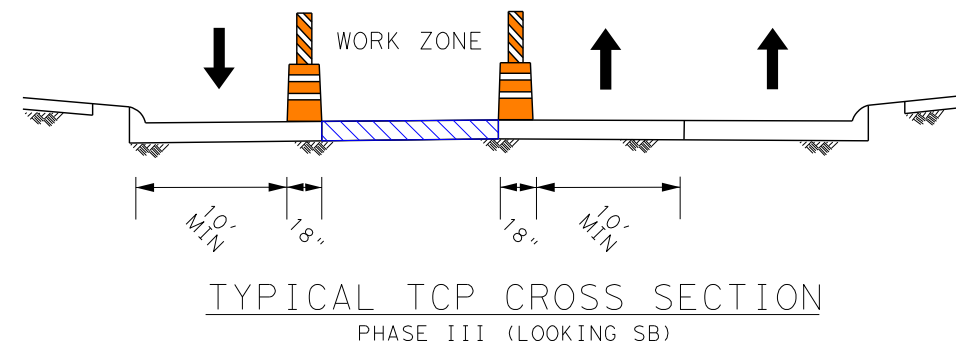 WORK ZONE
10' MIN
18"
18"
10' MIN
TYPICAL TCP CROSS SECTION
PHASE III (LOOKING SB)